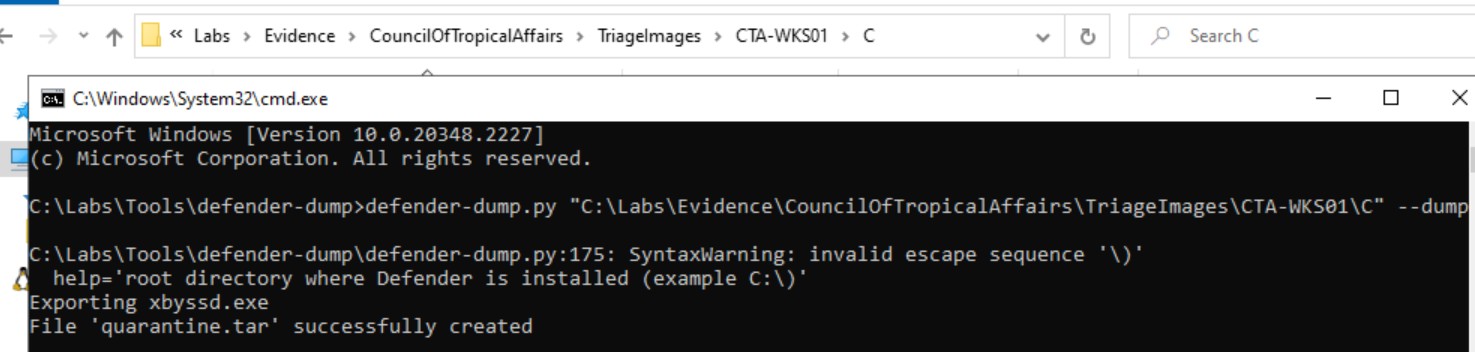 « Labs > Evidence > CouncilOfTropicalAffairs > TriageImages > CTA-WKS01 > C
Search C
C:\Windows\System32\cmd.exe
Microsoft Windows [Version 10.0.20348.2227]
(c) Microsoft Corporation. All rights reserved.
C:\Labs\Tools\defender-dump>defender-dump.py "C:\Labs\Evidence\CouncilOfTropicalAffairs\TriageImages\CTA-WKS01\C" --dump
C:\Labs\Tools\defender-dump\defender-dump.py:175: SyntaxWarning: invalid escape sequence '\)'
help='root directory where Defender is installed (example C:\)'
Exporting xbyssd.exe
File 'quarantine.tar' successfully created